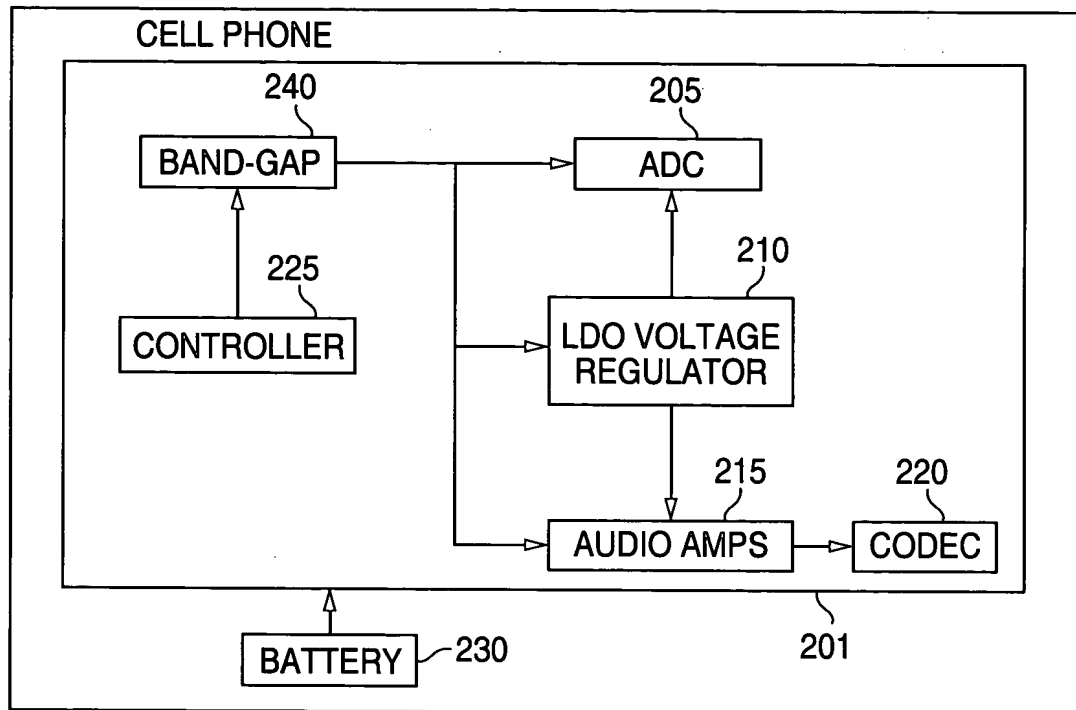 CELL PHONE
240
205
BAND-GAP
ADC
225
210
CONTROLLER
LDO VOLTAGE
REGULATOR
215
220
AUDIO AMPS
CODEC
201
BATTERY
230